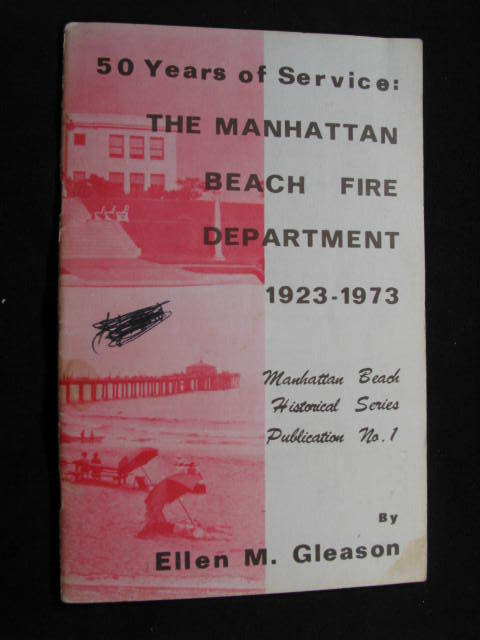 50 Years of Service:
THE MANHATTAN
BEACH FIRE
DEPARTMENT
1923-1973
Manhattan Beach
Historical Series
Publication No. 1
By
Ellen M. Gleason